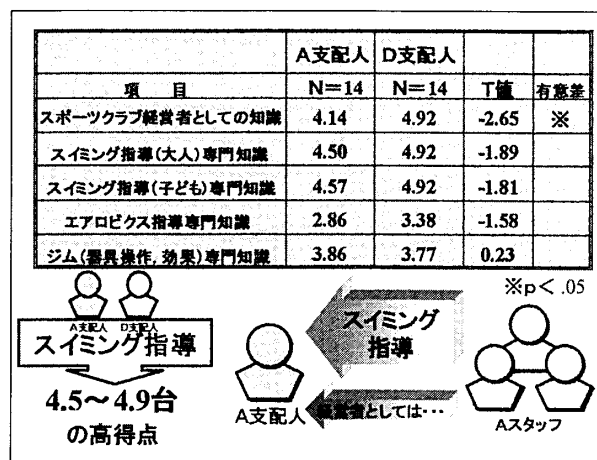 A支配人 D支配人
項 目 N=14 N=14 T値 有意差
スポーツクラブ経営者としての知識 4.14 4.92 -2.65 ※
スイミング指導(大人)専門知識 4.50 4.92 -1.89
スイミング指導(子ども)専門知識 4.57 4.92 -1.81
エアロビクス指導専門知識 2.86 3.38 -1.58
ジム(器具操作,効果)専門知識 3.86 3.77 0.23
※p< .05
A支配人 D支配人
スイミング指導
4.5～4.9台
の高得点
スイミング
指導
A支配人
経営者としては…
Aスタッフ